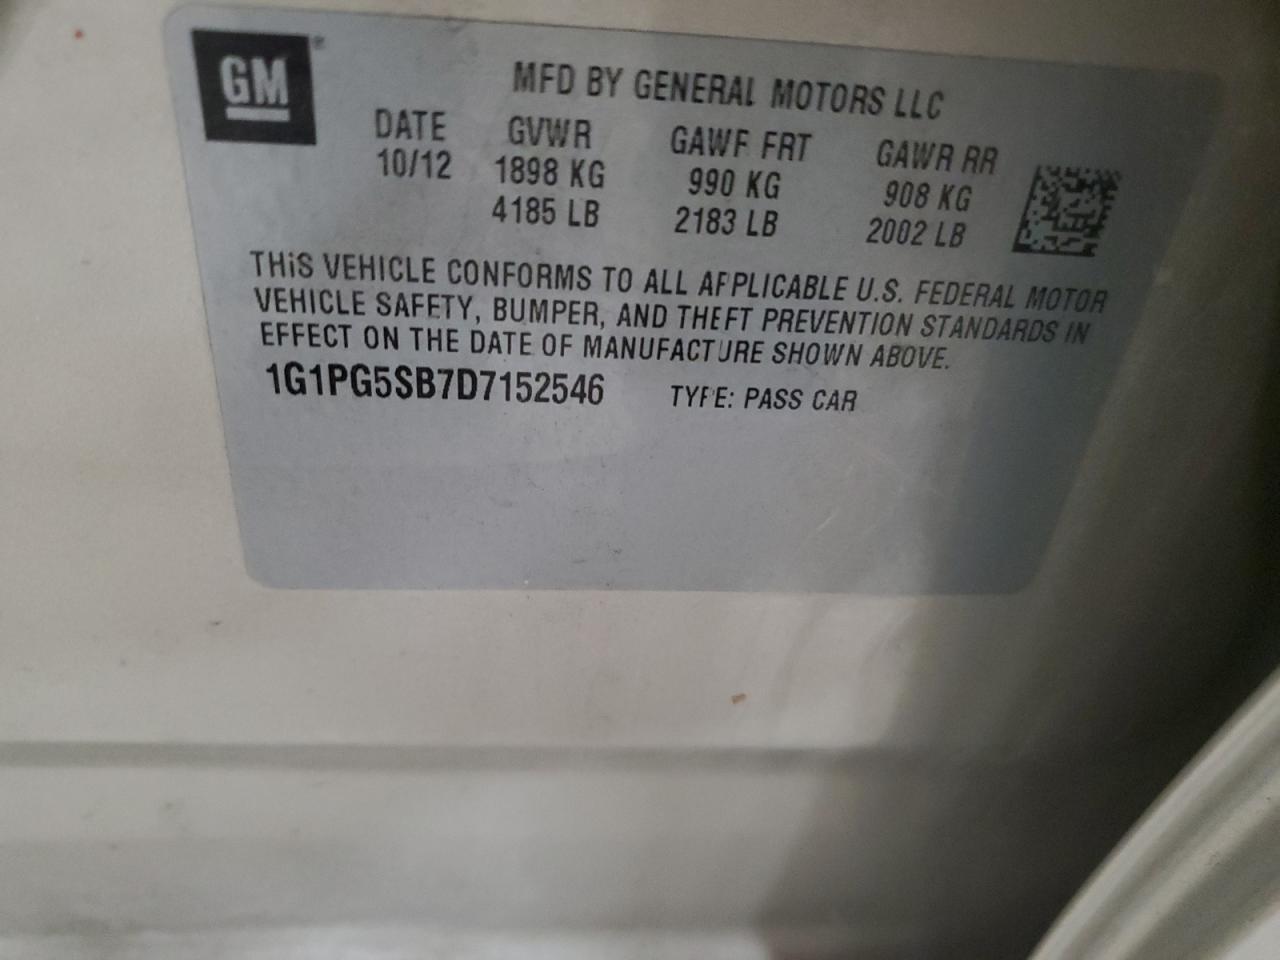 GM
MFD BY GENERAL MOTORS LLC
DATE GVWR GAWF FRT GAWR RR
10/12 1898 KG 990 KG 908 KG
4185 LB 2183 LB 2002 LB
THiS VEHICLE CONFORMS TO ALL APPLICABLE U.S. FEDERAL MOTOR
VEHICLE SAFETY, BUMPER, AND THEFT PREVENTION STANDARDS IN
EFFECT ON THE DATE OF MANUFACTURE SHOWN ABOVE.
1G1PG5SB7D7152546 TYPE: PASS CAR